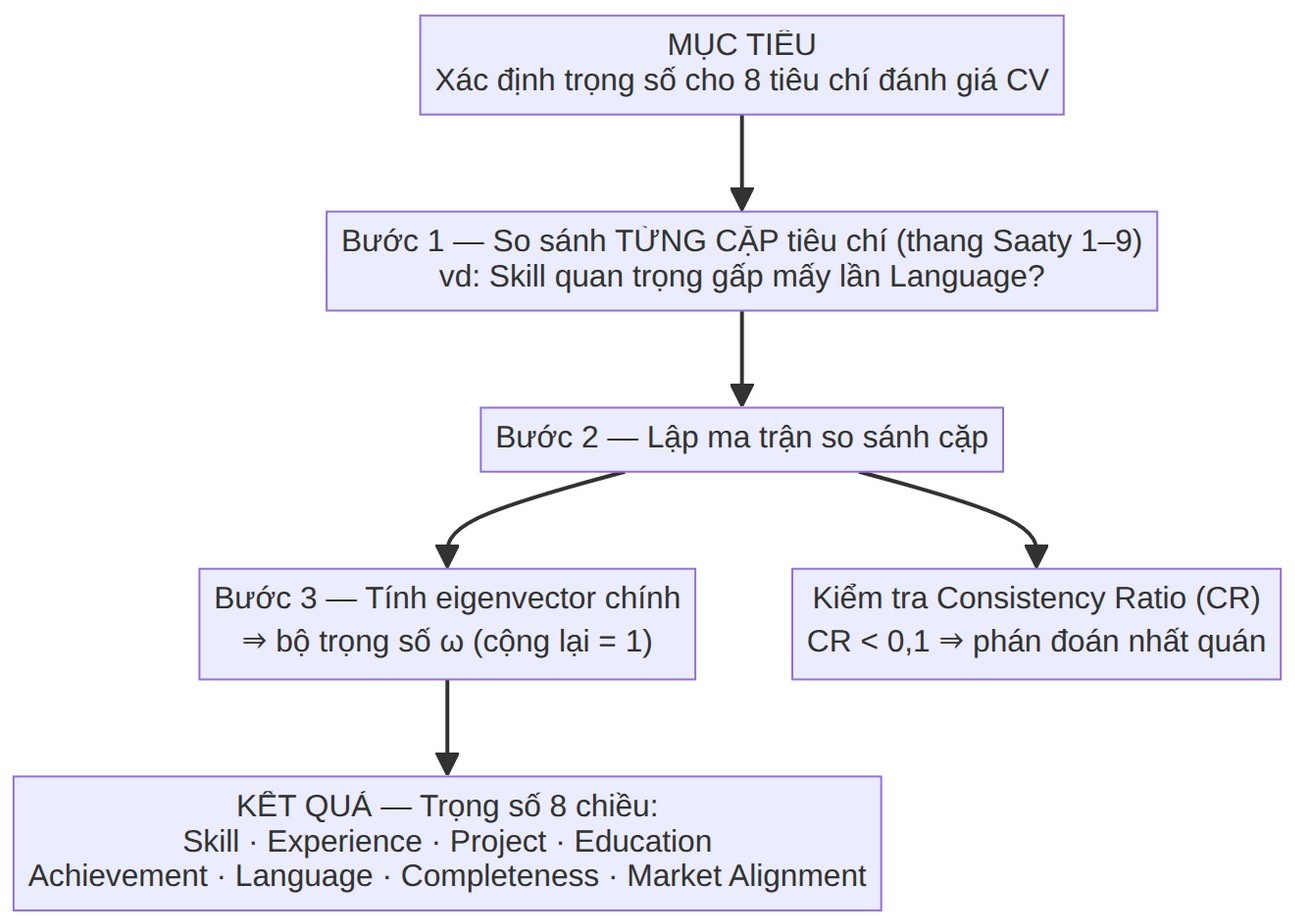 MỤC TIÊU
Xác định trọng số cho 8 tiêu chí đánh giá CV
Bước 1 — So sánh TỪNG CẶP tiêu chí (thang Saaty 1–9)
vd: Skill quan trọng gấp mấy lần Language?
Bước 2 — Lập ma trận so sánh cặp
Bước 3 — Tính eigenvector chính
⇒ bộ trọng số ω (cộng lại = 1)
Kiểm tra Consistency Ratio (CR)
CR < 0,1 ⇒ phán đoán nhất quán
KẾT QUẢ — Trọng số 8 chiều:
Skill · Experience · Project · Education
Achievement · Language · Completeness · Market Alignment